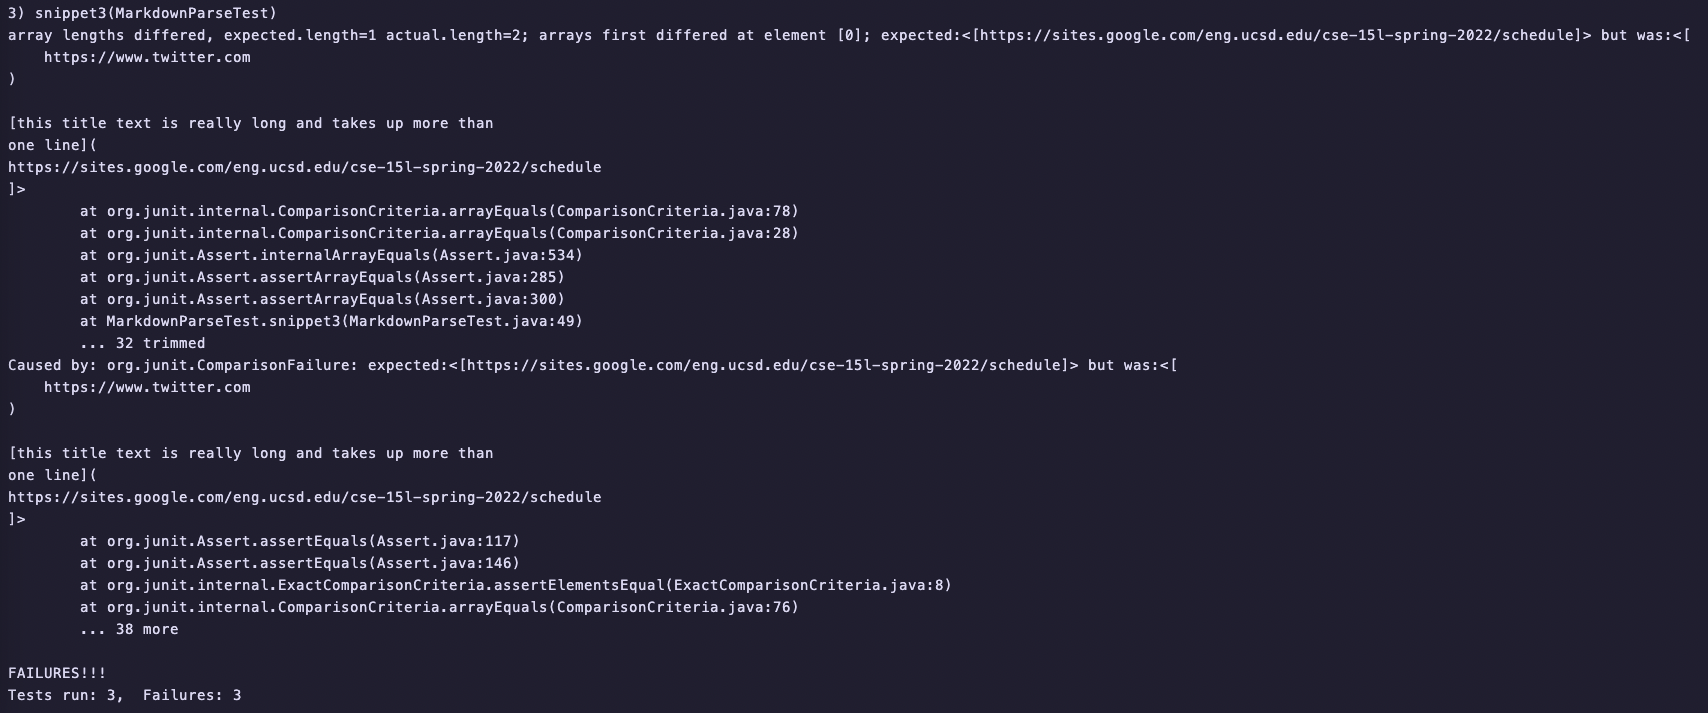 3) snippet3(MarkdownParseTest)
array lengths differed, expected.length=1 actual.length=2; arrays first differed at element [0]; expected:<[https://sites.google.com/eng.ucsd.edu/cse-15l-spring-2022/schedule]> but was:<[
    https://www.twitter.com
)

[this title text is really long and takes up more than
one line](
https://sites.google.com/eng.ucsd.edu/cse-15l-spring-2022/schedule
]>
        at org.junit.internal.ComparisonCriteria.arrayEquals(ComparisonCriteria.java:78)
        at org.junit.internal.ComparisonCriteria.arrayEquals(ComparisonCriteria.java:28)
        at org.junit.Assert.internalArrayEquals(Assert.java:534)
        at org.junit.Assert.assertArrayEquals(Assert.java:285)
        at org.junit.Assert.assertArrayEquals(Assert.java:300)
        at MarkdownParseTest.snippet3(MarkdownParseTest.java:49)
        ... 32 trimmed
Caused by: org.junit.ComparisonFailure: expected:<[https://sites.google.com/eng.ucsd.edu/cse-15l-spring-2022/schedule]> but was:<[
    https://www.twitter.com
)

[this title text is really long and takes up more than
one line](
https://sites.google.com/eng.ucsd.edu/cse-15l-spring-2022/schedule
]>
        at org.junit.Assert.assertEquals(Assert.java:117)
        at org.junit.Assert.assertEquals(Assert.java:146)
        at org.junit.internal.ExactComparisonCriteria.assertElementsEqual(ExactComparisonCriteria.java:8)
        at org.junit.internal.ComparisonCriteria.arrayEquals(ComparisonCriteria.java:76)
        ... 38 more

FAILURES!!!
Tests run: 3,  Failures: 3